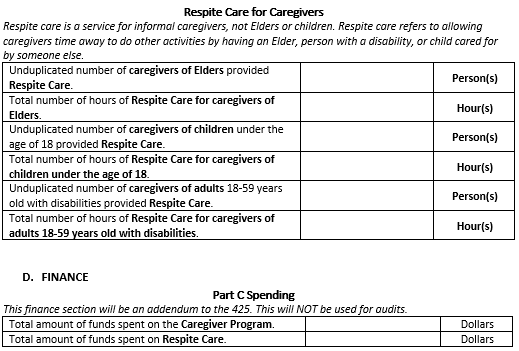 Respite Care for Caregivers
Respite care is a service for informal caregivers, not Elders or children. Respite care refers to allowing
caregivers time away to do other activities by having an Elder, person with a disability, or child cared for
by someone else.
Unduplicated number of caregivers of Elders provided
Respite Care.
Person(s)
Total number of hours of Respite Care for caregivers of
Elders.
Hour(s)
Unduplicated number of caregivers of children under the
age of 18 provided Respite Care.
Person(s)
Total number of hours of Respite Care for caregivers of
children under the age of 18.
Hour(s)
Unduplicated number of caregivers of adults 18-59 years
old with disabilities provided Respite Care.
Person(s)
Total number of hours of Respite Care for caregivers of
adults 18-59 years old with disabilities.
Hour(s)
D. FINANCE
Part C Spending
This finance section will be an addendum to the 425. This will NOT be used for audits.
Total amount of funds spent on the Caregiver Program.
Dollars
Total amount of funds spent on Respite Care.
Dollars